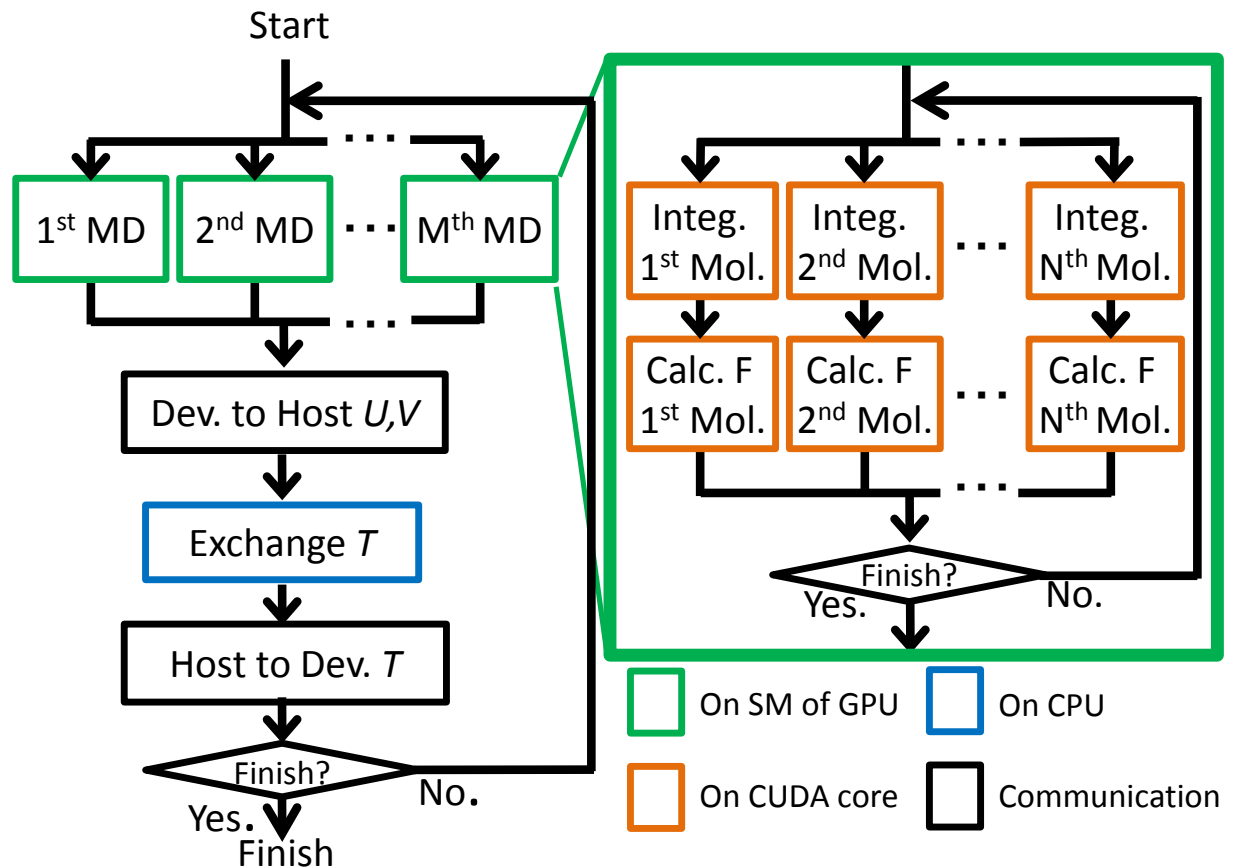 Start
...
1st MD
2nd MD
...
Mth MD
...
Dev. to Host U,V
Exchange T
Host to Dev. T
Finish?
No.
Yes.
Finish
...
Integ.
1st Mol.
Integ.
2nd Mol.
...
Integ.
Nth Mol.
Calc. F
1st Mol.
Calc. F
2nd Mol.
...
Calc. F
Nth Mol.
...
Finish?
No.
Yes.
On SM of GPU
On CPU
On CUDA core
Communication